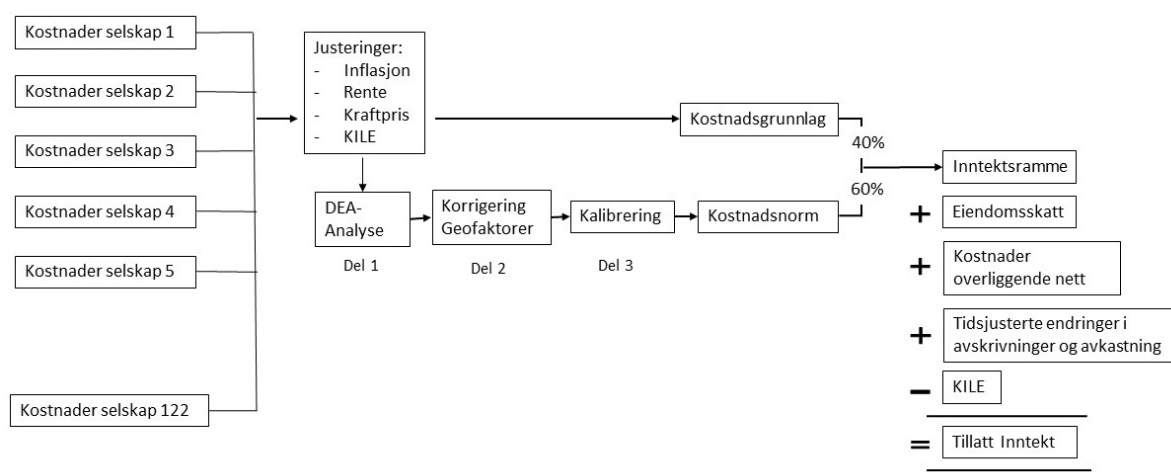 Kostnader selskap 1
Kostnader selskap 2
Kostnader selskap 3
Kostnader selskap 4
Kostnader selskap 5
Kostnader selskap 122
Justeringer:
- Inflasjon
- Rente
- Kraftpris
- KILE
DEA-
Analyse
Del 1
Korrigering
Geofaktorer
Del 2
Kalibrering
Del 3
Kostnadsgrunnlag
Kostnadsnorm
40%
60%
Inntektsramme
+ Eiendomsskatt
+ Kostnader
overliggende nett
+ Tidsjusterte endringer i
avskrivninger og avkastning
− KILE
= Tillatt Inntekt